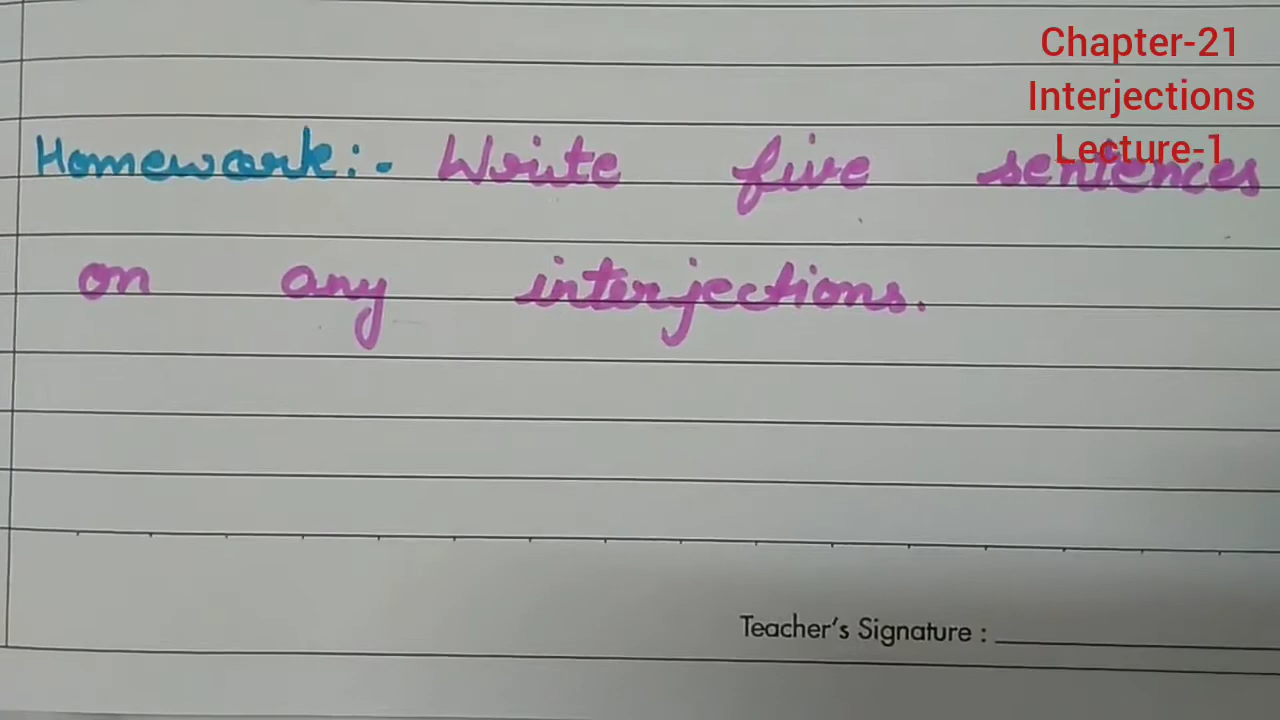 Chapter-21
Interjections
Lecture-1
Homework:- Write five sentences
on any interjections.
Teacher's Signature :